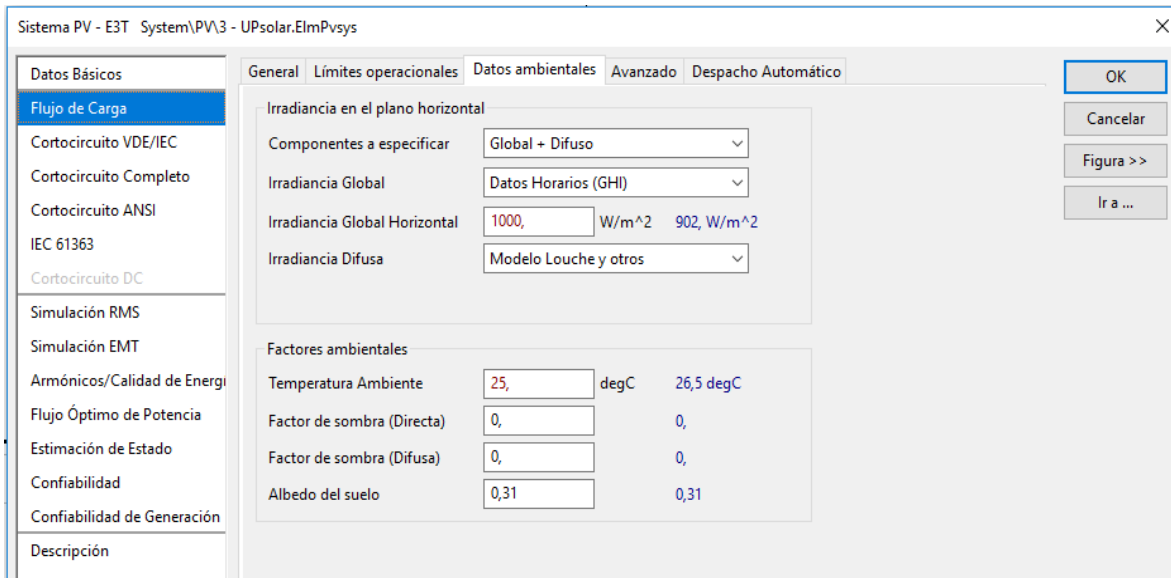 Sistema PV - E3T System\PV\3 - UPsolar.ElmPvsys
Datos Básicos
Flujo de Carga
Cortocircuito VDE/IEC
Cortocircuito Completo
Cortocircuito ANSI
IEC 61363
Cortocircuito DC
Simulación RMS
Simulación EMT
Armónicos/Calidad de Energí
Flujo Óptimo de Potencia
Estimación de Estado
Confiabilidad
Confiabilidad de Generación
Descripción
General Límites operacionales Datos ambientales Avanzado Despacho Automático
Irradiancia en el plano horizontal
Componentes a especificar Global + Difuso
Irradiancia Global Datos Horarios (GHI)
Irradiancia Global Horizontal 1000, W/m^2 902, W/m^2
Irradiancia Difusa Modelo Louche y otros
Factores ambientales
Temperatura Ambiente 25, degC 26,5 degC
Factor de sombra (Directa) 0, 0,
Factor de sombra (Difusa) 0, 0,
Albedo del suelo 0,31 0,31
OK
Cancelar
Figura >>
Ir a ...